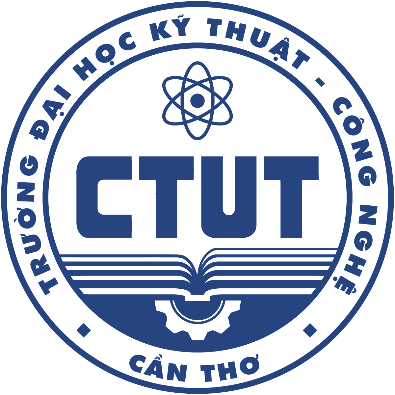 TRƯỜNG ĐẠI HỌC KỸ THUẬT - CÔNG NGHỆ
CTUT
CẦN THƠ